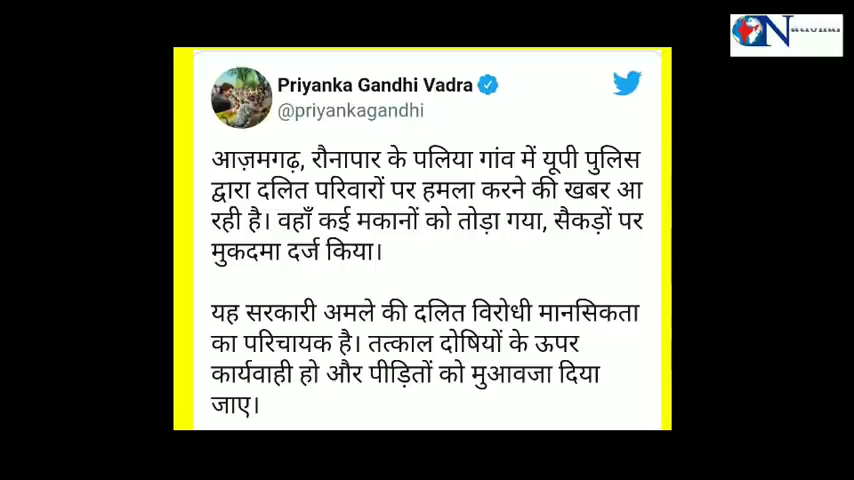 Priyanka Gandhi Vadra
@priyankagandhi
आज़मगढ़, रौनापार के पलिया गांव में यूपी पुलिस
द्वारा दलित परिवारों पर हमला करने की खबर आ
रही है। वहाँ कई मकानों को तोड़ा गया, सैकड़ों पर
मुकदमा दर्ज किया।
यह सरकारी अमले की दलित विरोधी मानसिकता
का परिचायक है। तत्काल दोषियों के ऊपर
कार्यवाही हो और पीड़ितों को मुआवजा दिया
जाए।